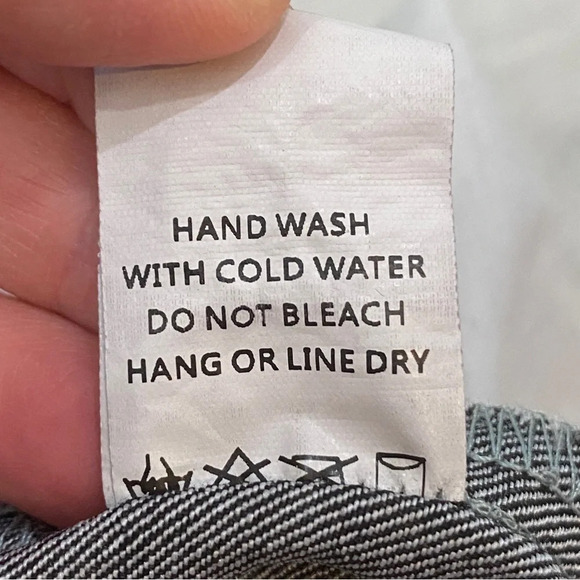 HAND WASH
WITH COLD WATER
DO NOT BLEACH
HANG OR LINE DRY